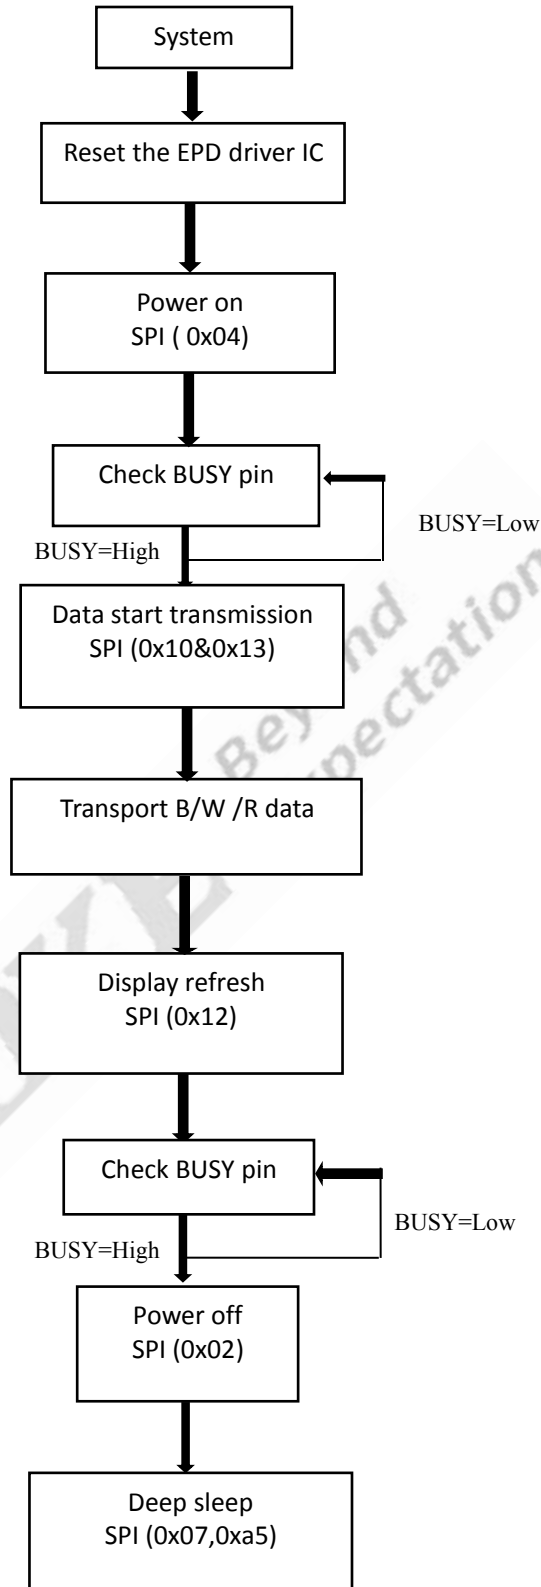 System
Reset the EPD driver IC
Power on
SPI ( 0x04)
Check BUSY pin
BUSY=Low
BUSY=High
Data start transmission
SPI (0x10&0x13)
Transport B/W /R data
Display refresh
SPI (0x12)
Check BUSY pin
BUSY=Low
BUSY=High
Power off
SPI (0x02)
Deep sleep
SPI (0x07,0xa5)